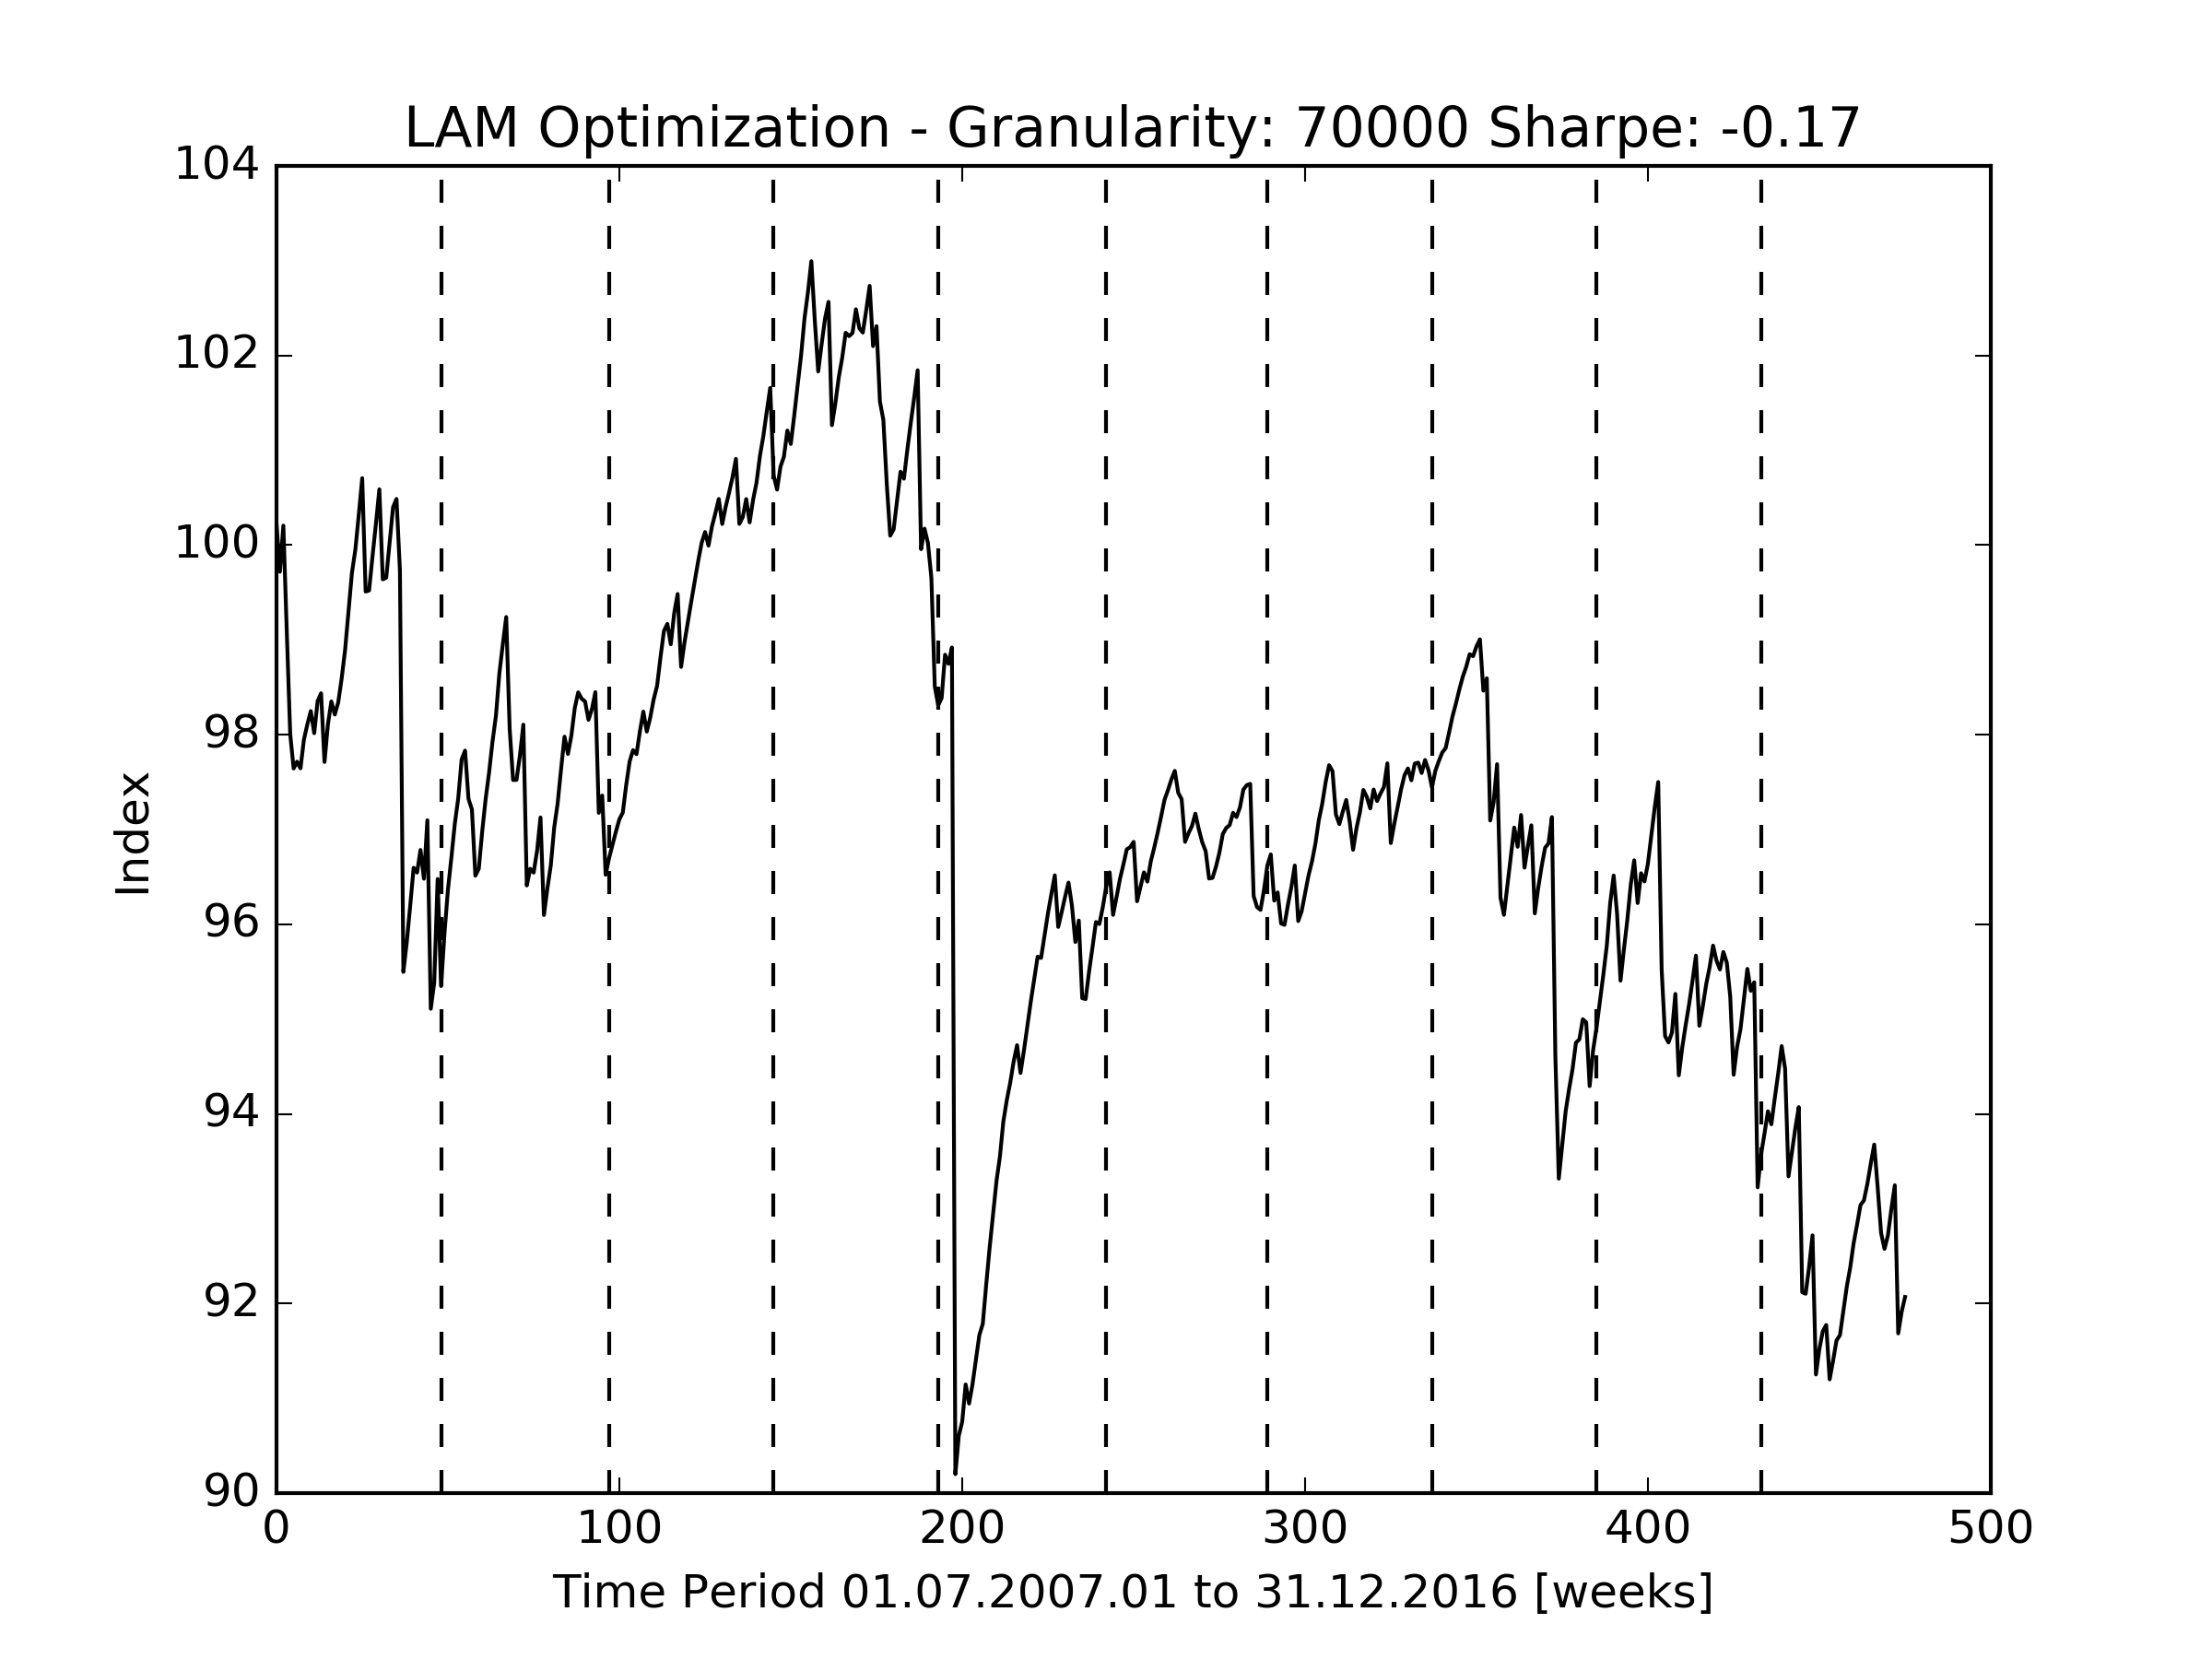 LAM Optimization - Granularity: 70000 Sharpe: -0.17
104
102
100
98
96
94
92
90
Index
0 100 200 300 400 500
Time Period 01.07.2007.01 to 31.12.2016 [weeks]